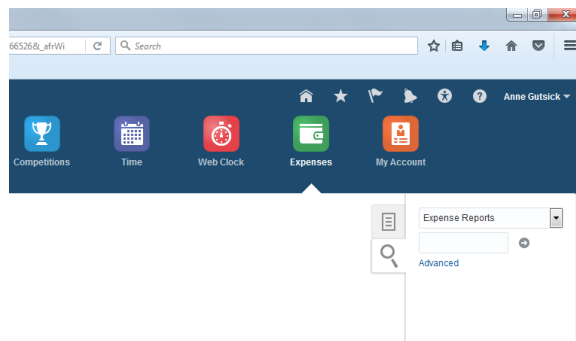 66526&_afrWi
Search
Anne Gutsick
Competitions
Time
Web Clock
Expenses
My Account
Expense Reports
Advanced